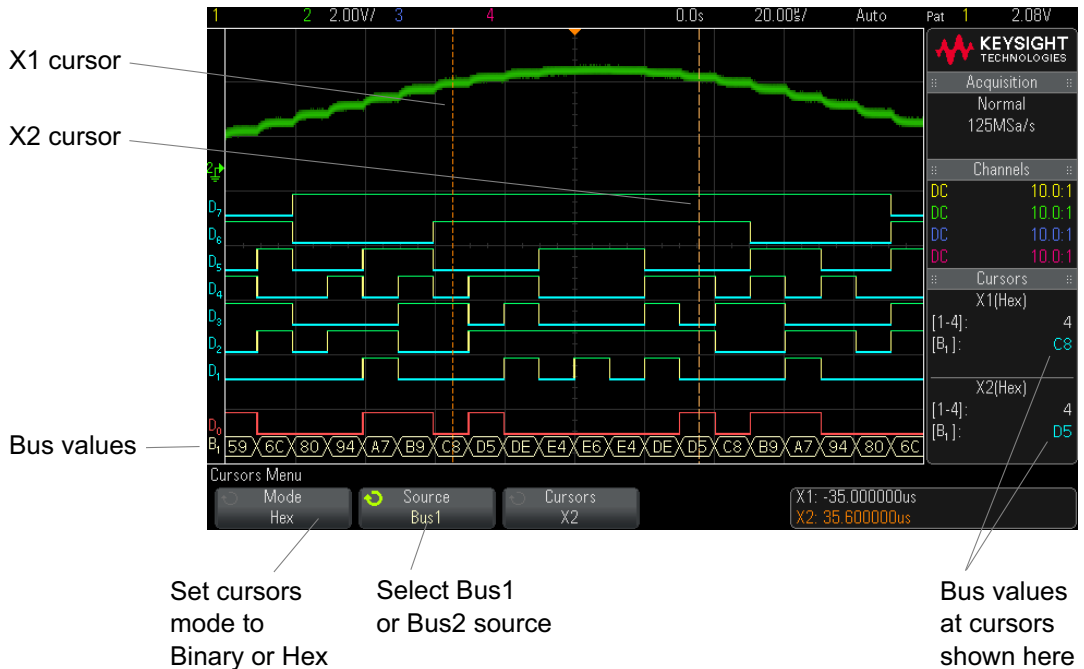 1 2 2.00V/ 3 4 0.0s 20.00㎲/ Auto Pat 1 2.08V
X1 cursor
X2 cursor
KEYSIGHT
TECHNOLOGIES
Acquisition
Normal
125MSa/s
Channels
DC 10.0:1
DC 10.0:1
DC 10.0:1
DC 10.0:1
Cursors
X1(Hex)
[1-4]: 4
[B₁]: C8
X2(Hex)
[1-4]: 4
[B₁]: D5
2
D₇
D₆
D₅
D₄
D₃
D₂
D₁
D₀
Bus values
B₁ 59 6C 80 94 A7 B9 C8 D5 DE E4 E6 E4 DE D5 C8 B9 A7 94 80 6C
Cursors Menu
Mode
Hex
Source
Bus1
Cursors
X2
X1: -35.000000us
X2: 35.600000us
Set cursors
mode to
Binary or Hex
Select Bus1
or Bus2 source
Bus values
at cursors
shown here